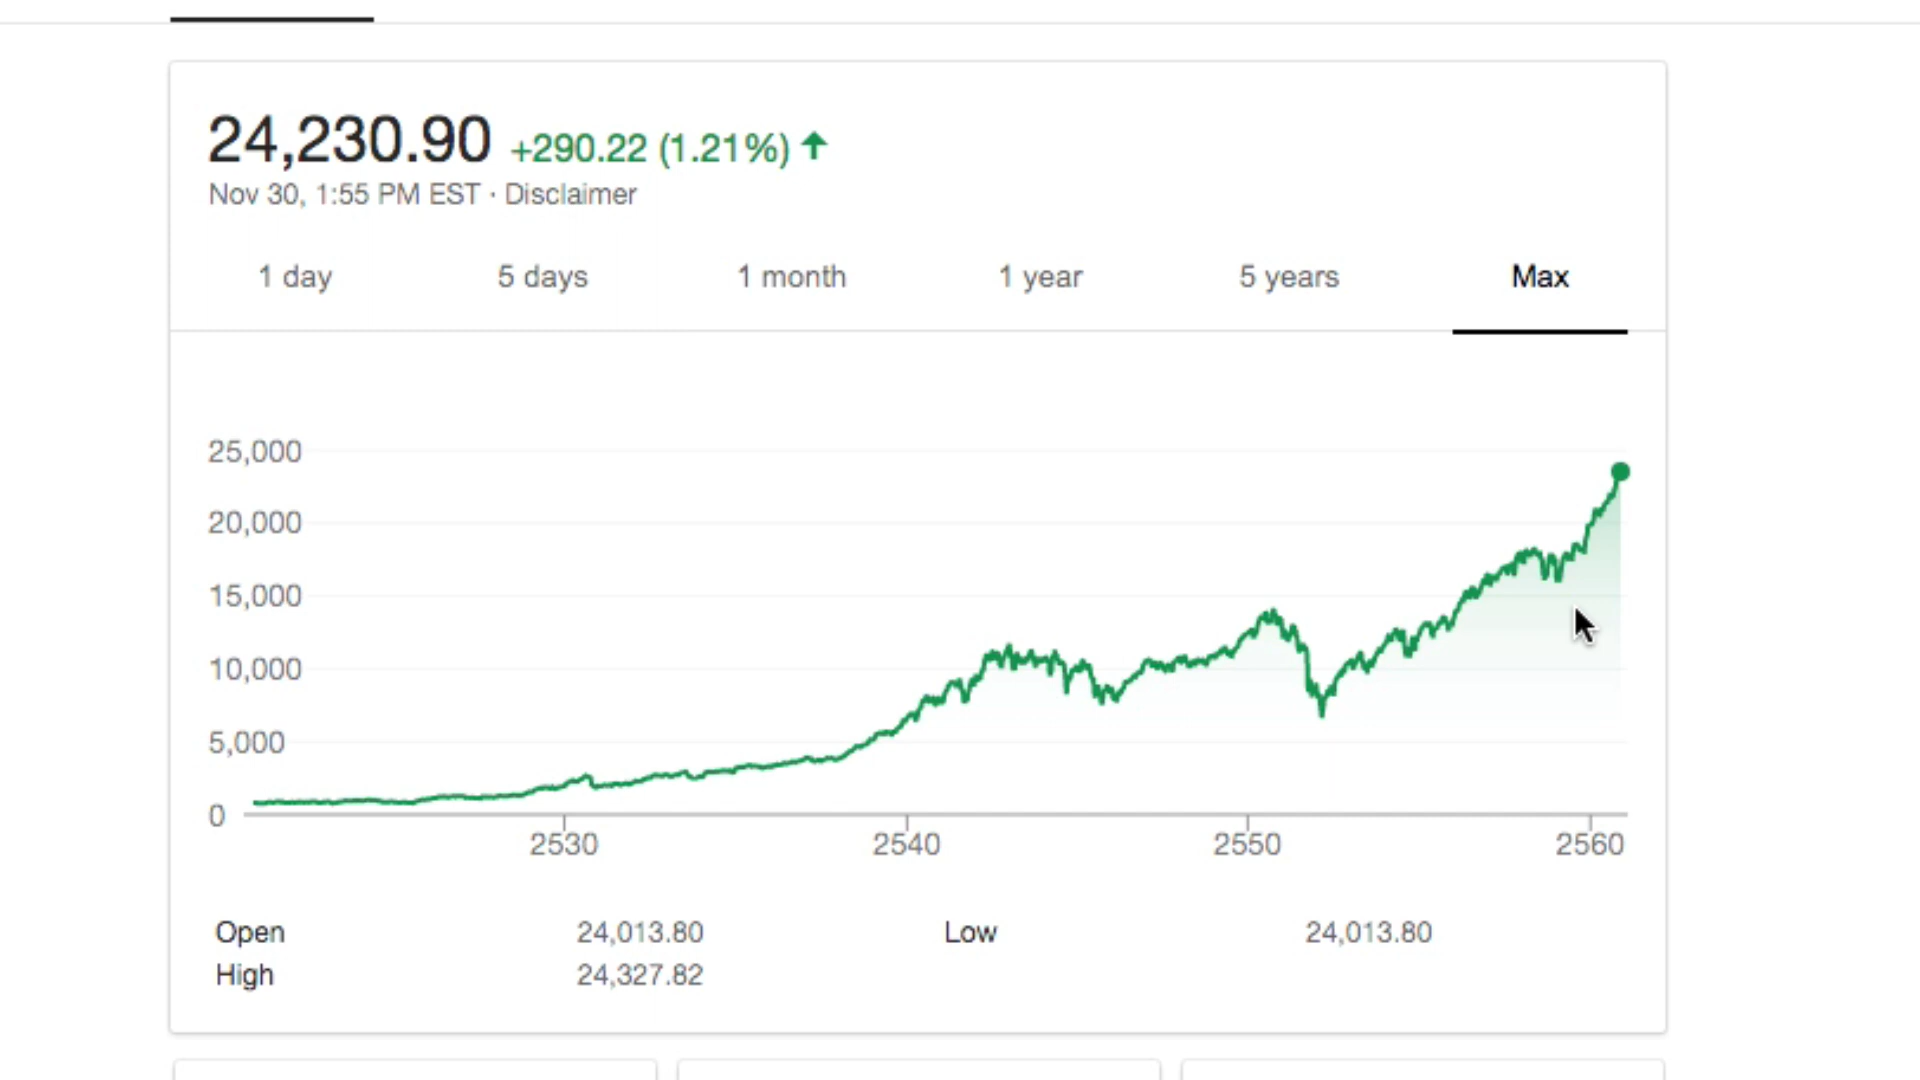 24,230.90 +290.22 (1.21%)
Nov 30, 1:55 PM EST · Disclaimer
1 day 5 days 1 month 1 year 5 years Max
25,000
20,000
15,000
10,000
5,000
0
2530 2540 2550 2560
Open 24,013.80 Low 24,013.80
High 24,327.82